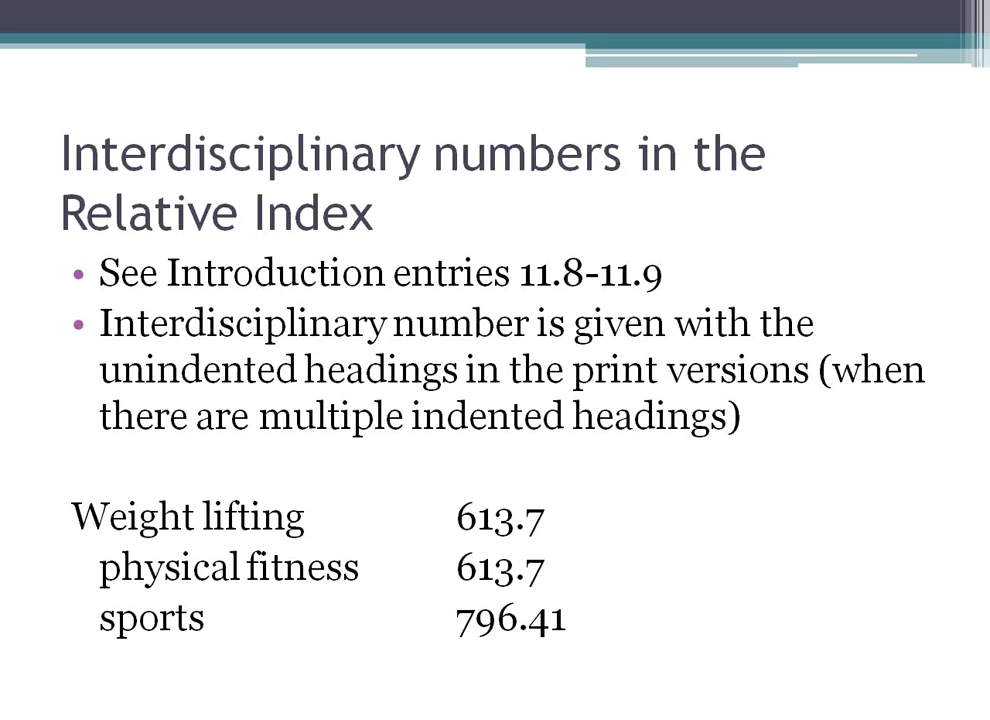 Interdisciplinary numbers in the
Relative Index
• See Introduction entries 11.8-11.9
• Interdisciplinary number is given with the
unindented headings in the print versions (when
there are multiple indented headings)
Weight lifting 613.7
physical fitness 613.7
sports 796.41